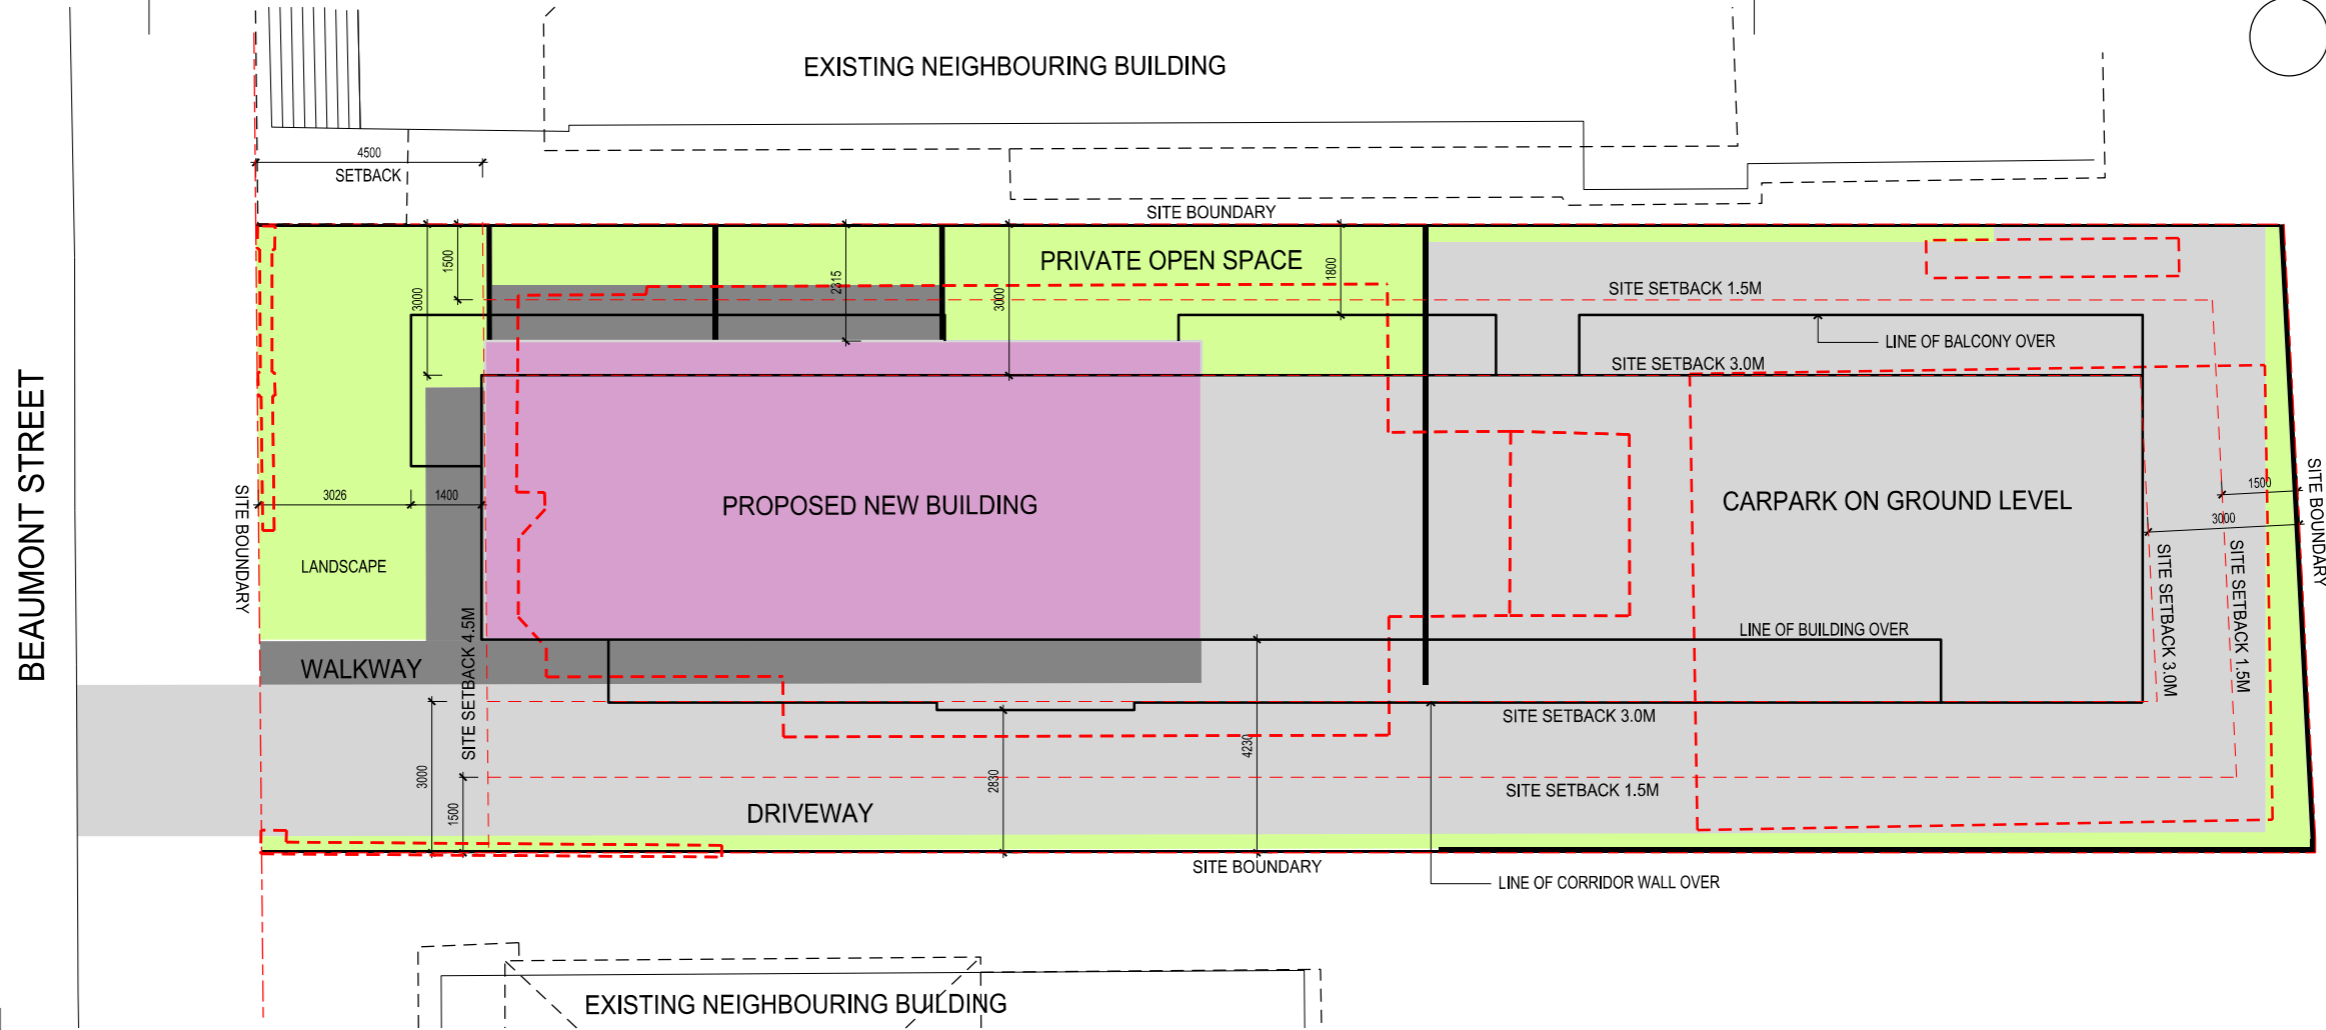 EXISTING NEIGHBOURING BUILDING
4500
SETBACK
SITE BOUNDARY
PRIVATE OPEN SPACE
1500
3000
2315
3000
1800
SITE SETBACK 1.5M
LINE OF BALCONY OVER
SITE SETBACK 3.0M
BEAUMONT STREET
SITE BOUNDARY
3026
1400
PROPOSED NEW BUILDING
CARPARK ON GROUND LEVEL
1500
3000
SITE BOUNDARY
LANDSCAPE
SITE SETBACK 3.0M
SITE SETBACK 1.5M
SITE SETBACK 4.5M
LINE OF BUILDING OVER
WALKWAY
SITE SETBACK 3.0M
3000
1500
2830
4230
SITE SETBACK 1.5M
DRIVEWAY
SITE BOUNDARY
LINE OF CORRIDOR WALL OVER
EXISTING NEIGHBOURING BUILDING